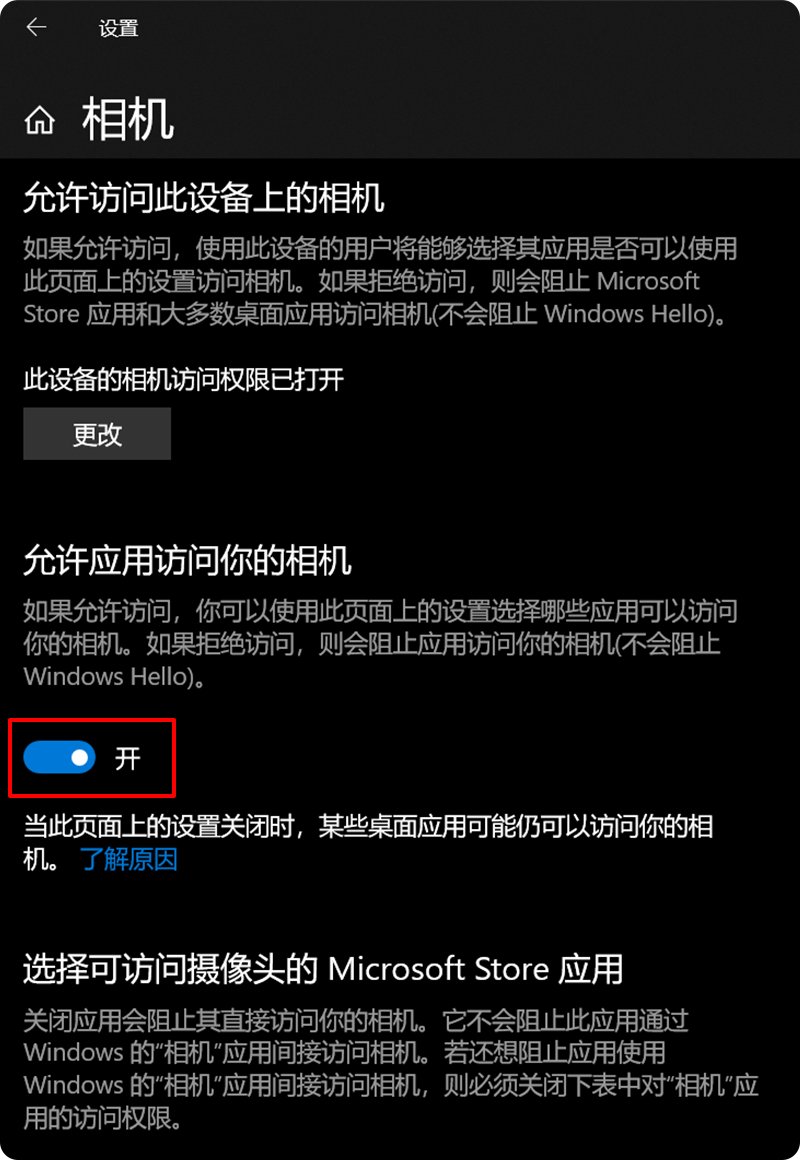 设置
相机
允许访问此设备上的相机
如果允许访问，使用此设备的用户将能够选择其应用是否可以使用
此页面上的设置访问相机。如果拒绝访问，则会阻止 Microsoft
Store 应用和大多数桌面应用访问相机(不会阻止 Windows Hello)。
此设备的相机访问权限已打开
更改
允许应用访问你的相机
如果允许访问，你可以使用此页面上的设置选择哪些应用可以访问
你的相机。如果拒绝访问，则会阻止应用访问你的相机(不会阻止
Windows Hello)。
开
当此页面上的设置关闭时，某些桌面应用可能仍可以访问你的相
机。 了解原因
选择可访问摄像头的 Microsoft Store 应用
关闭应用会阻止其直接访问你的相机。它不会阻止此应用通过
Windows 的“相机”应用间接访问相机。若还想阻止应用使用
Windows 的“相机”应用间接访问相机，则必须关闭下表中对“相机”应
用的访问权限。